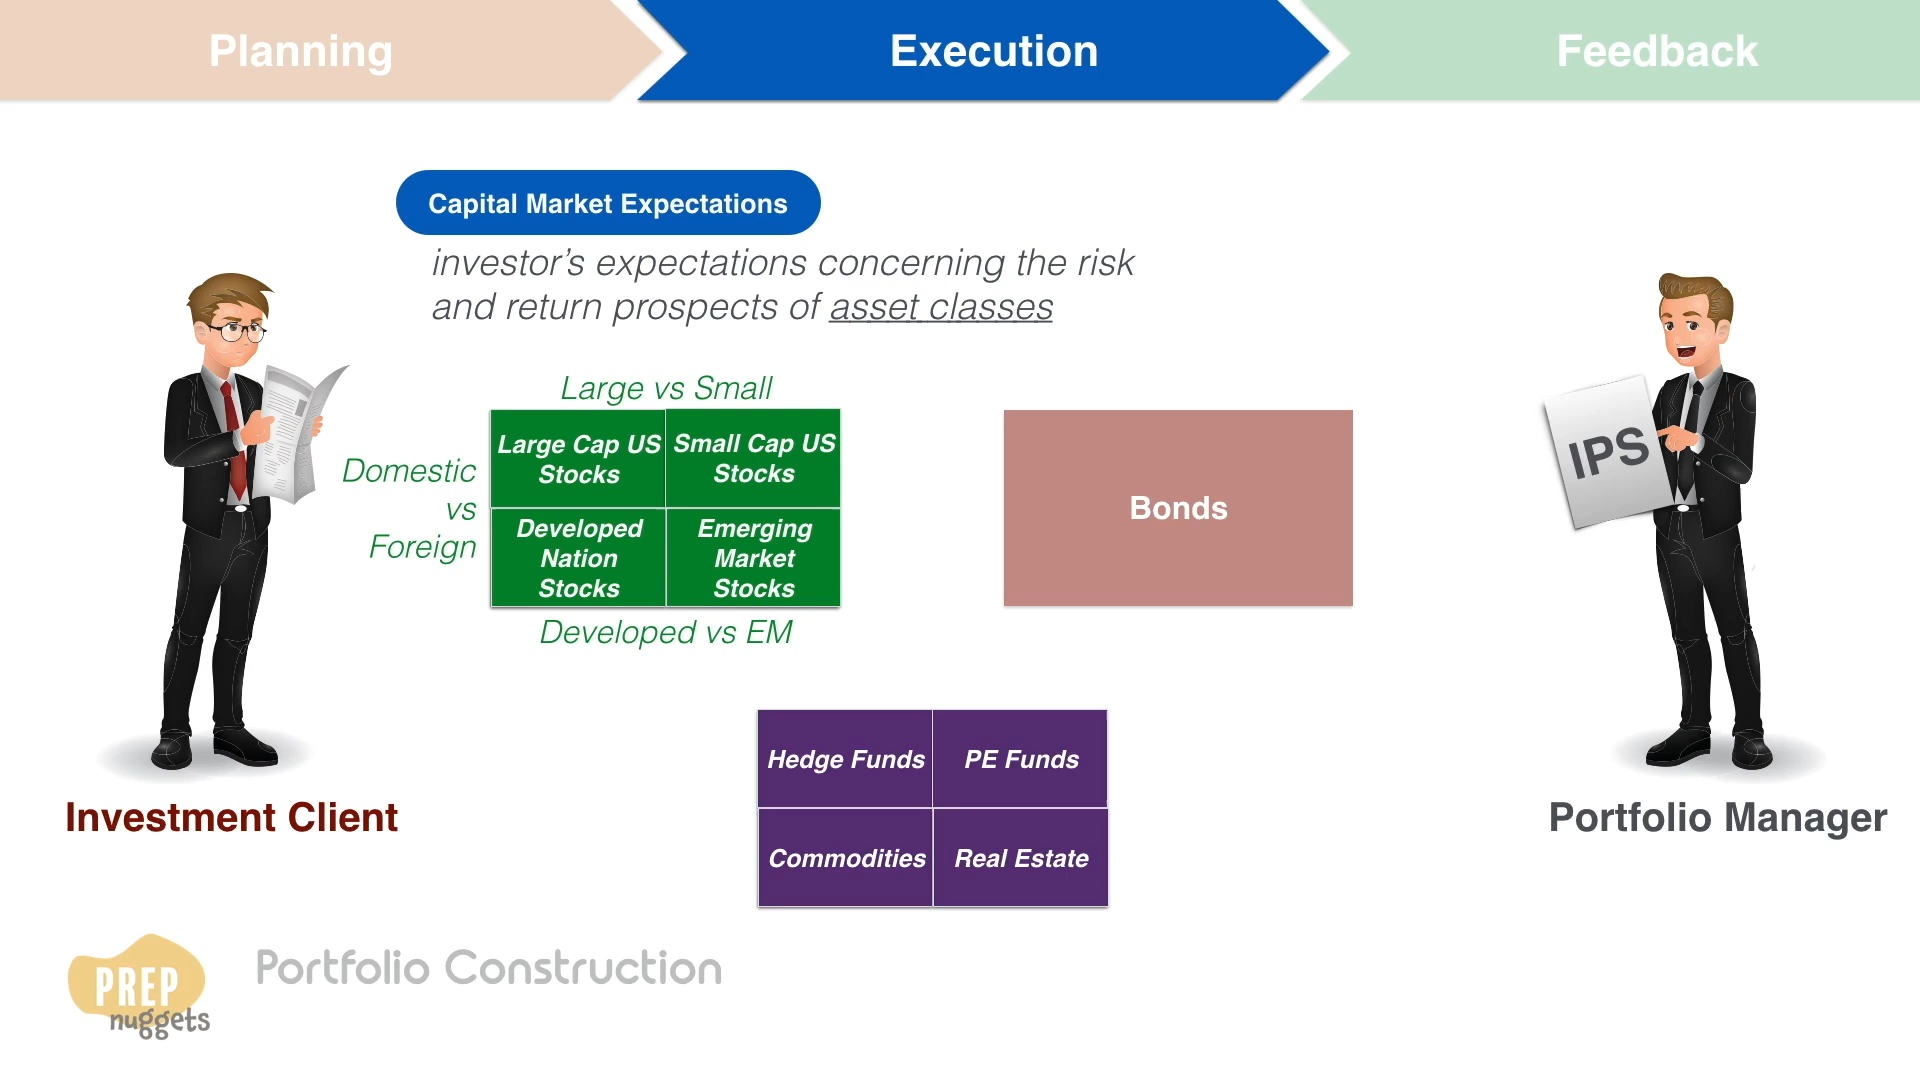 Planning
Execution
Feedback
Capital Market Expectations
investor's expectations concerning the risk
and return prospects of asset classes
Large vs Small
Domestic
vs
Foreign
Large Cap US
Stocks
Small Cap US
Stocks
Developed
Nation
Stocks
Emerging
Market
Stocks
Developed vs EM
Bonds
IPS
Hedge Funds
PE Funds
Commodities
Real Estate
Investment Client
Portfolio Manager
PREP
nuggets
Portfolio Construction